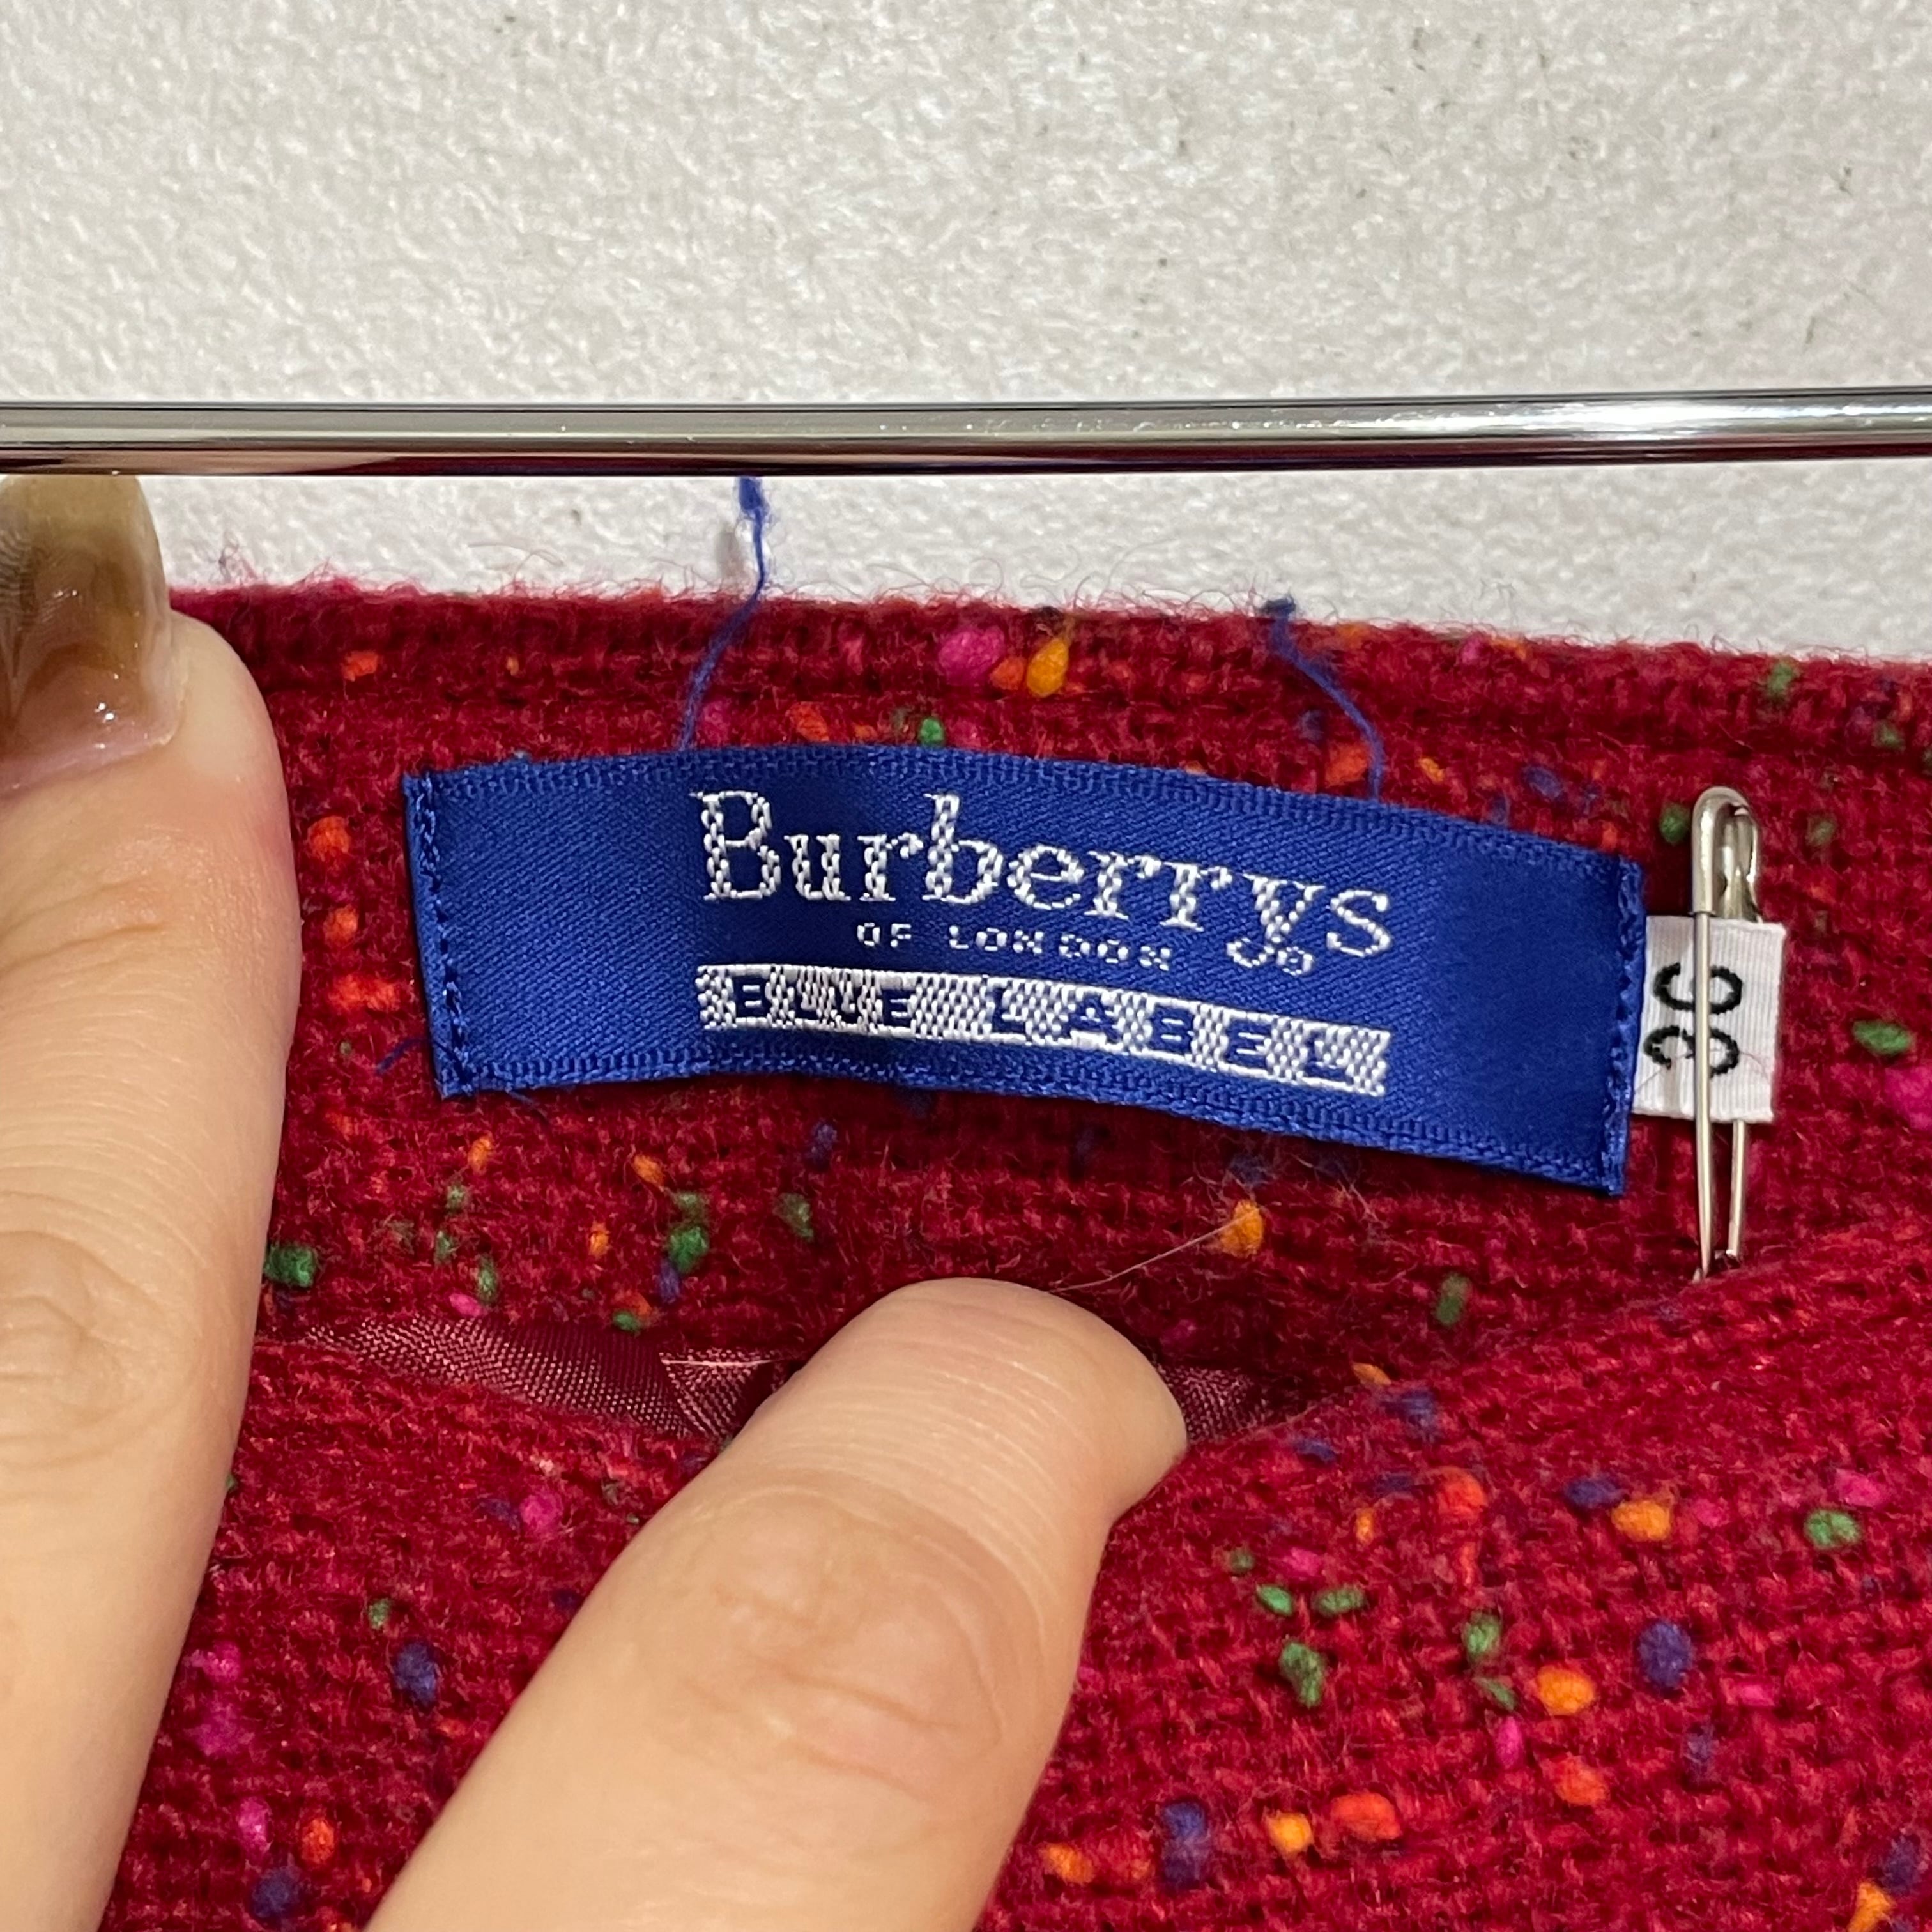 Burberrys®
OF LONDON
BLUE LABEL
36